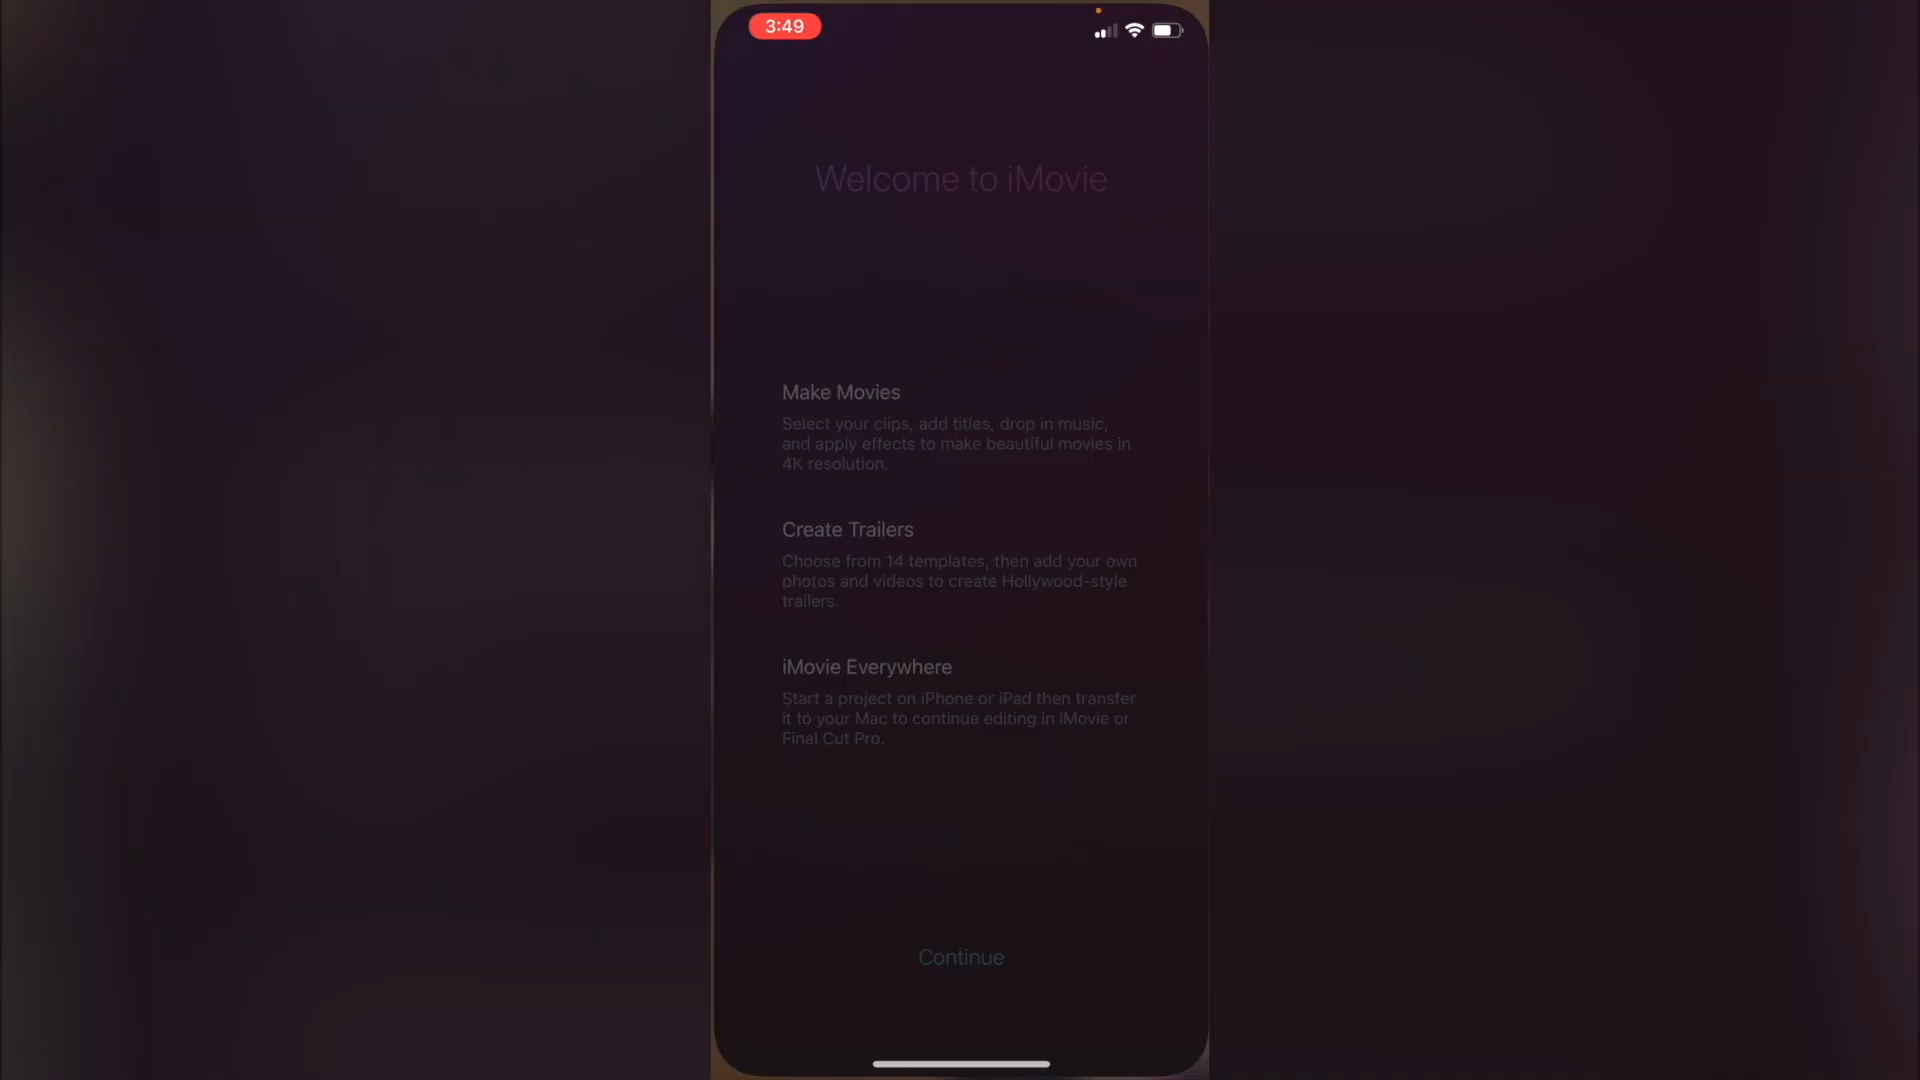 3:49
Welcome to iMovie
Make Movies
Select your clips, add titles, drop in music,
and apply effects to make beautiful movies in
4K resolution.
Create Trailers
Choose from 14 templates, then add your own
photos and videos to create Hollywood-style
trailers.
iMovie Everywhere
Start a project on iPhone or iPad then transfer
it to your Mac to continue editing in iMovie or
Final Cut Pro.
Continue